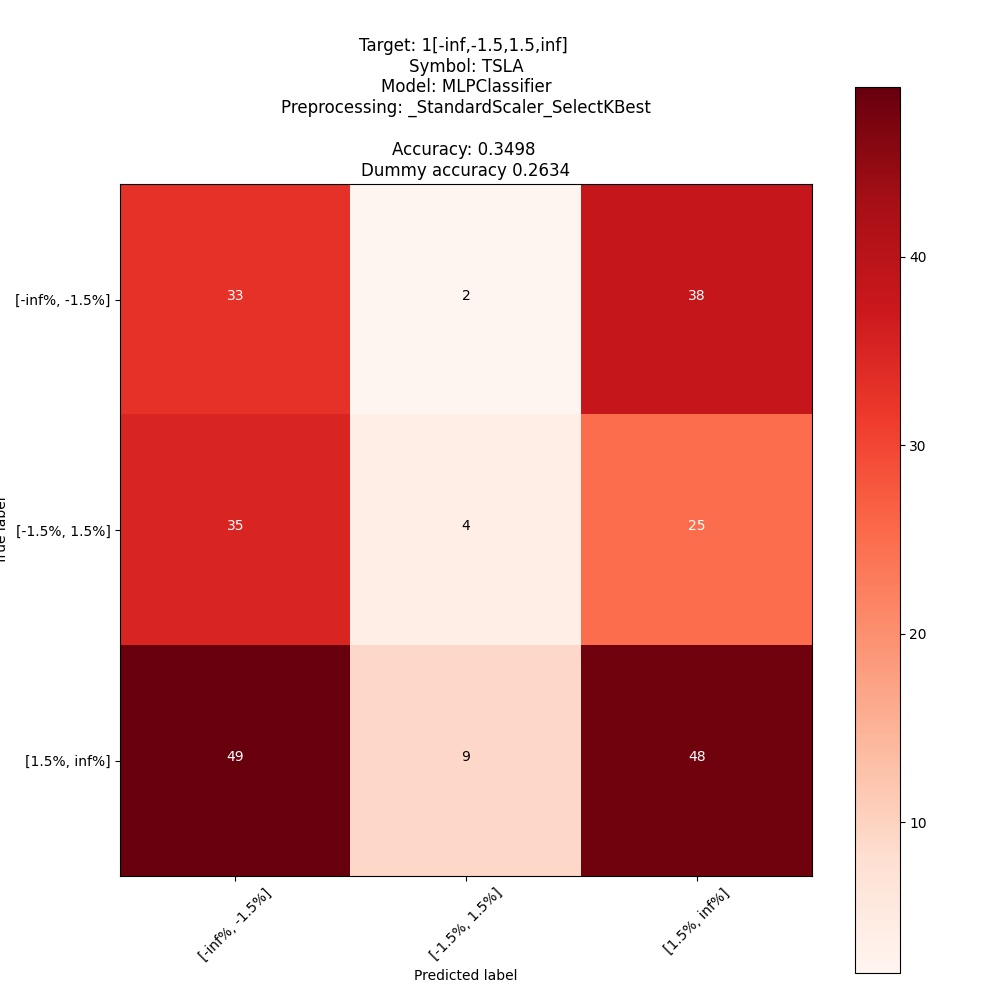 Target: 1[-inf,-1.5,1.5,inf]
Symbol: TSLA
Model: MLPClassifier
Preprocessing: _StandardScaler_SelectKBest
Accuracy: 0.3498
Dummy accuracy 0.2634
[-inf%, -1.5%]
33
2
38
40
30
[-1.5%, 1.5%]
35
4
25
label
20
[1.5%, inf%]
49
9
48
10
[-inf%, -1.5%]
[-1.5%, 1.5%]
[1.5%, inf%]
Predicted label